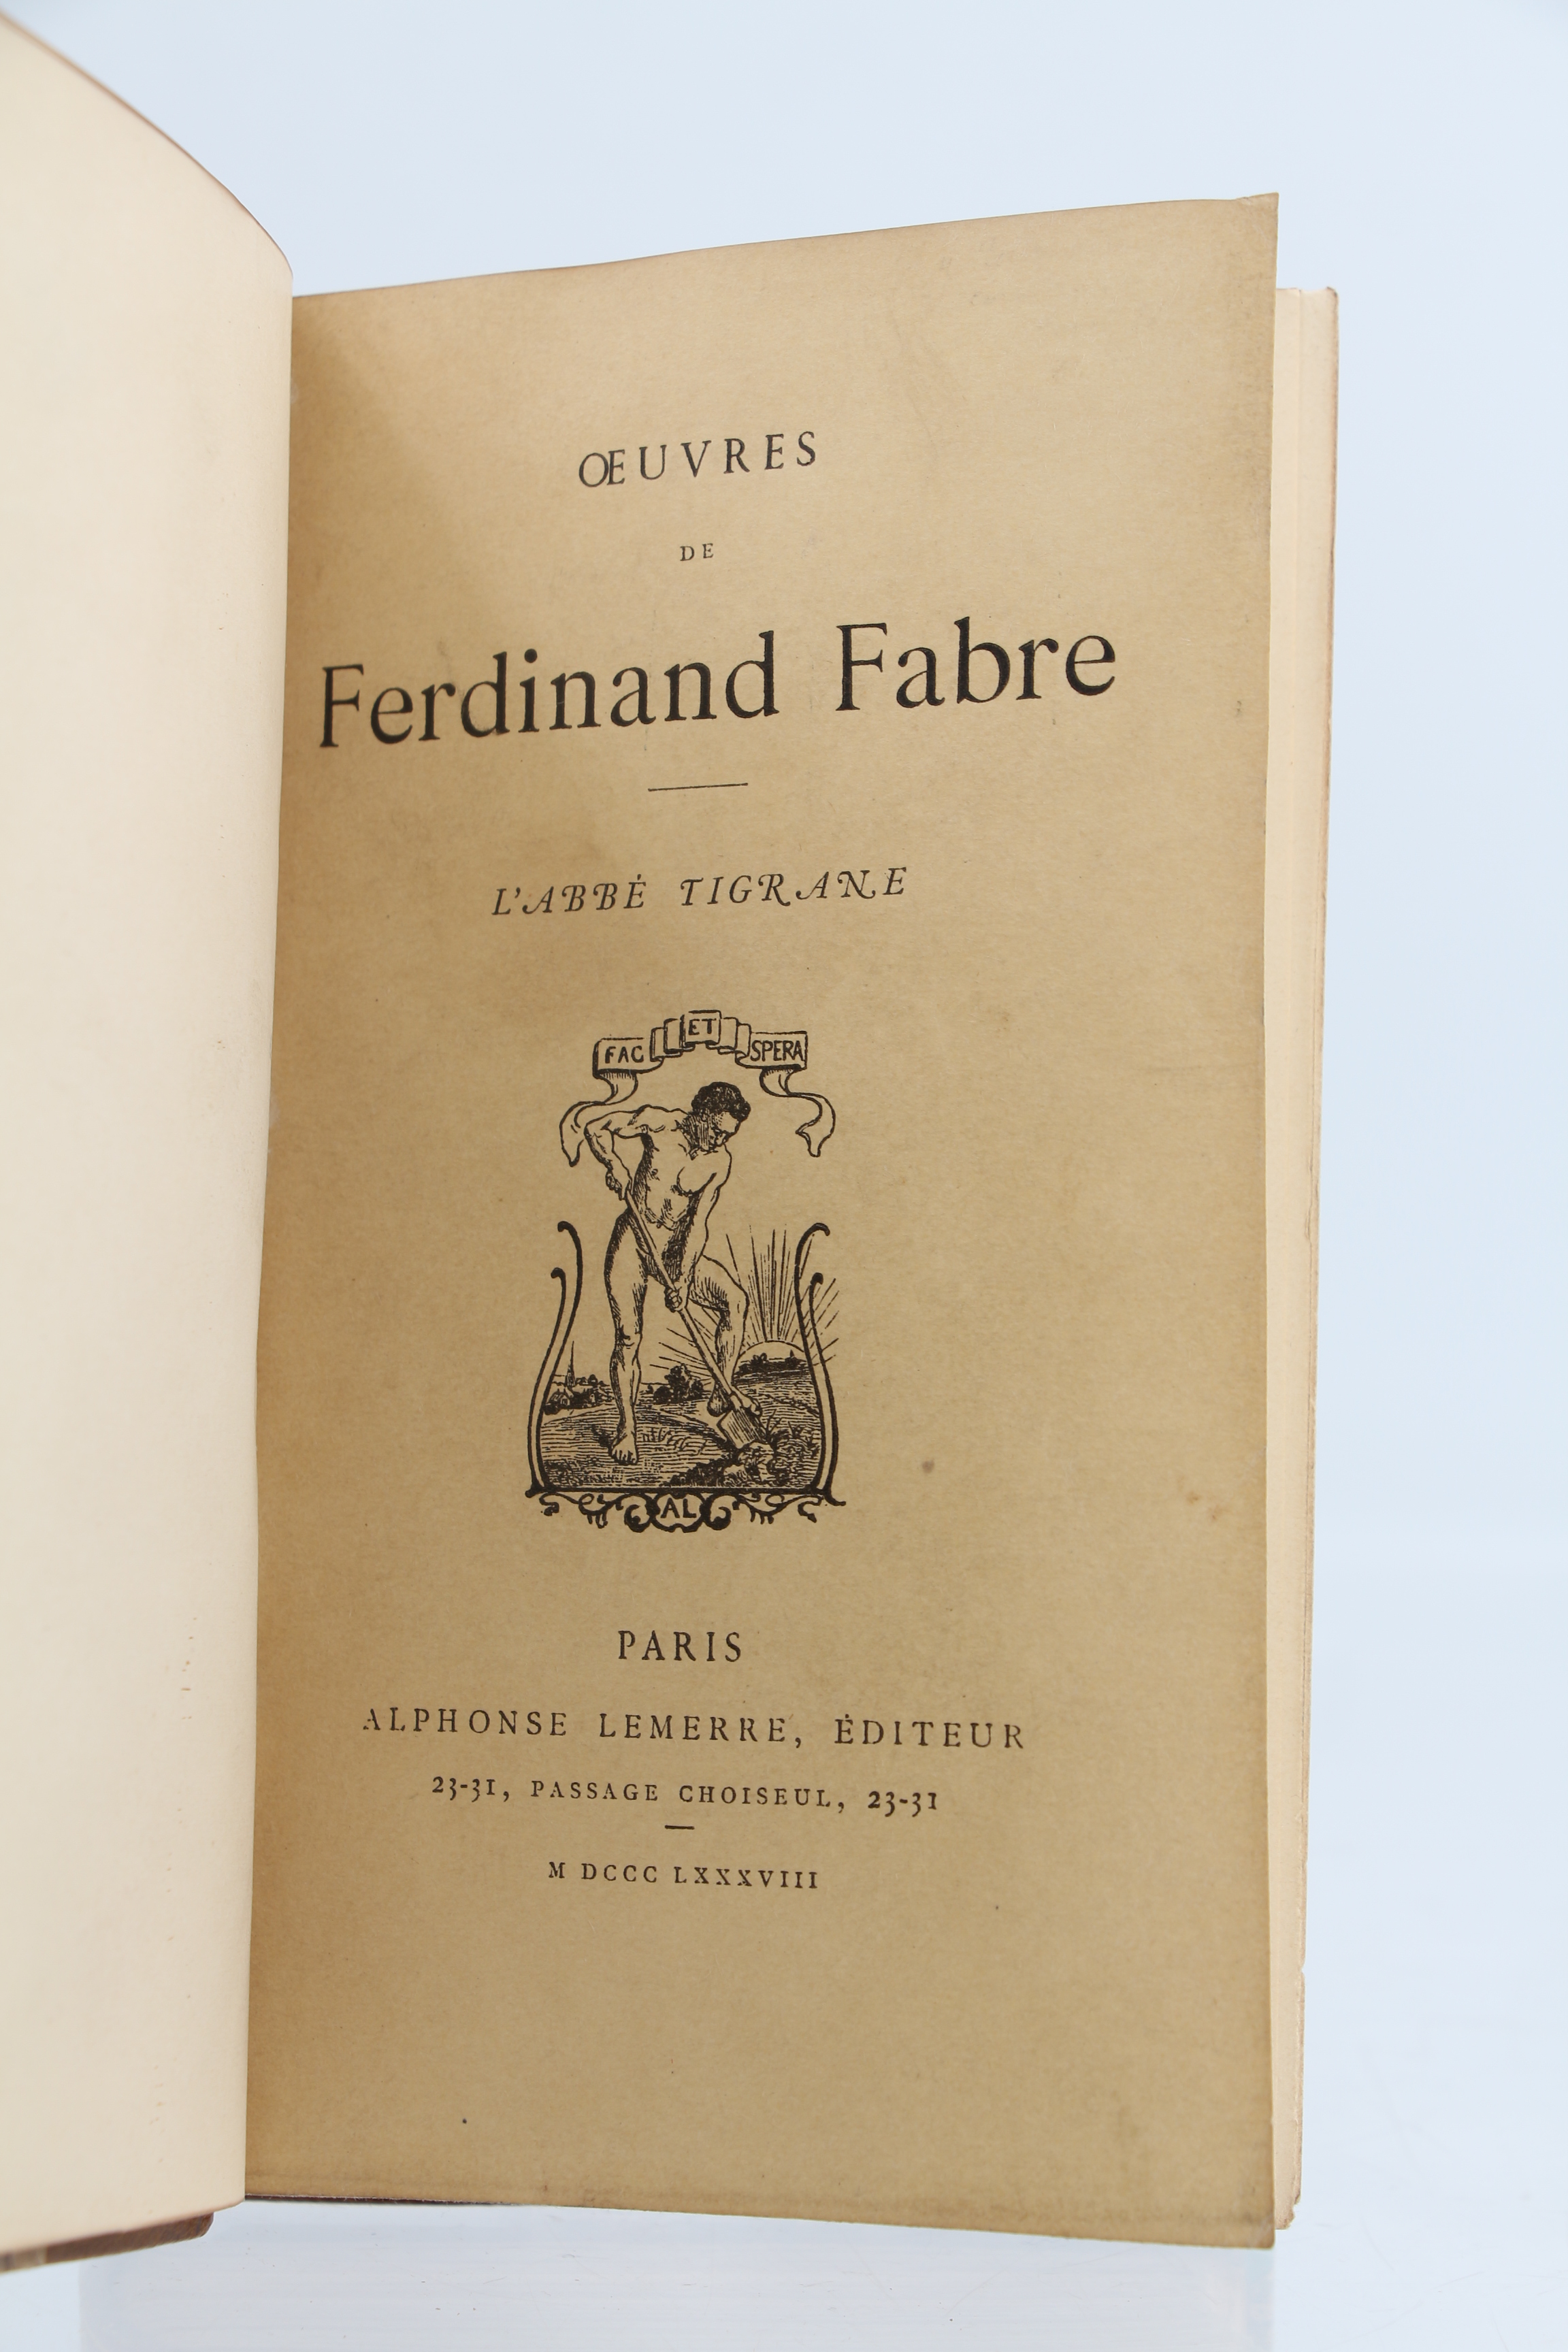 ŒUVRES
DE
Ferdinand Fabre
L'ABBÉ TIGRANE
FAC ET SPERA
AL
PARIS
ALPHONSE LEMERRE, ÉDITEUR
23-31, PASSAGE CHOISEUL, 23-31
M DCCC LXXXVIII